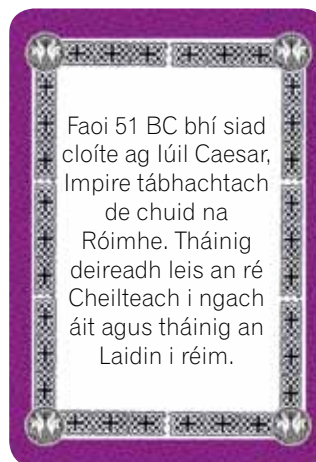 Faoi 51 BC bhí siad
cloíte ag Iúil Caesar,
Impire tábhachtach
de chuid na
Róimhe. Tháinig
deireadh leis an ré
Cheilteach i ngach
áit agus tháinig an
Laidin i réim.